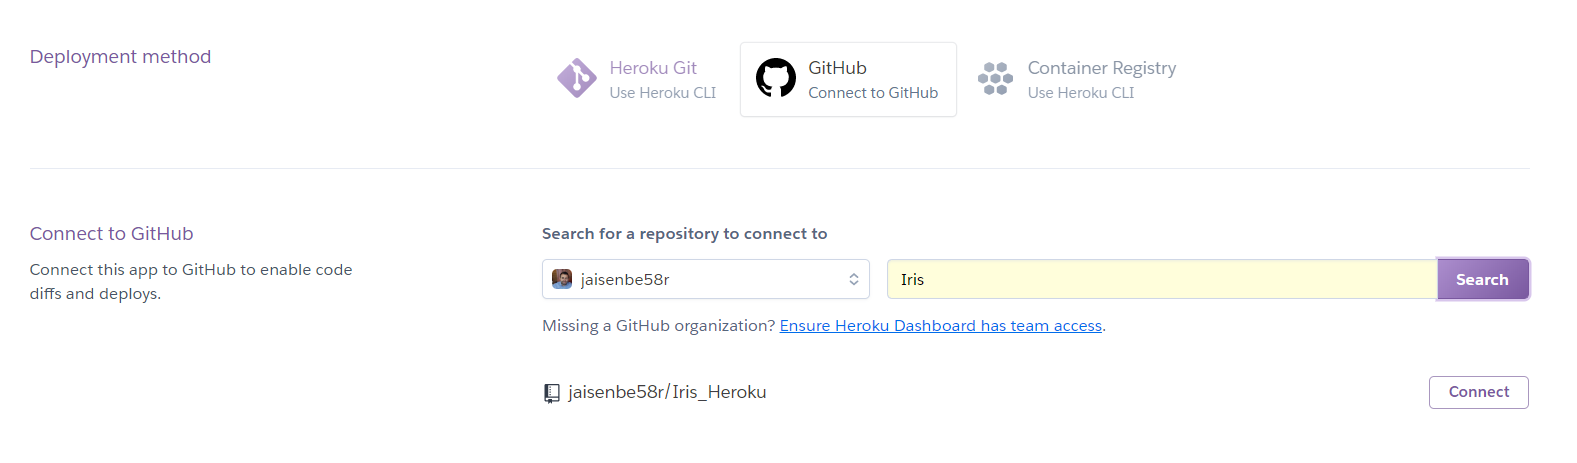 Deployment method
Heroku Git
Use Heroku CLI
GitHub
Connect to GitHub
Container Registry
Use Heroku CLI
Connect to GitHub
Connect this app to GitHub to enable code
diffs and deploys.
Search for a repository to connect to
jaisenbe58r
Iris
Search
Missing a GitHub organization? Ensure Heroku Dashboard has team access.
jaisenbe58r/Iris_Heroku
Connect